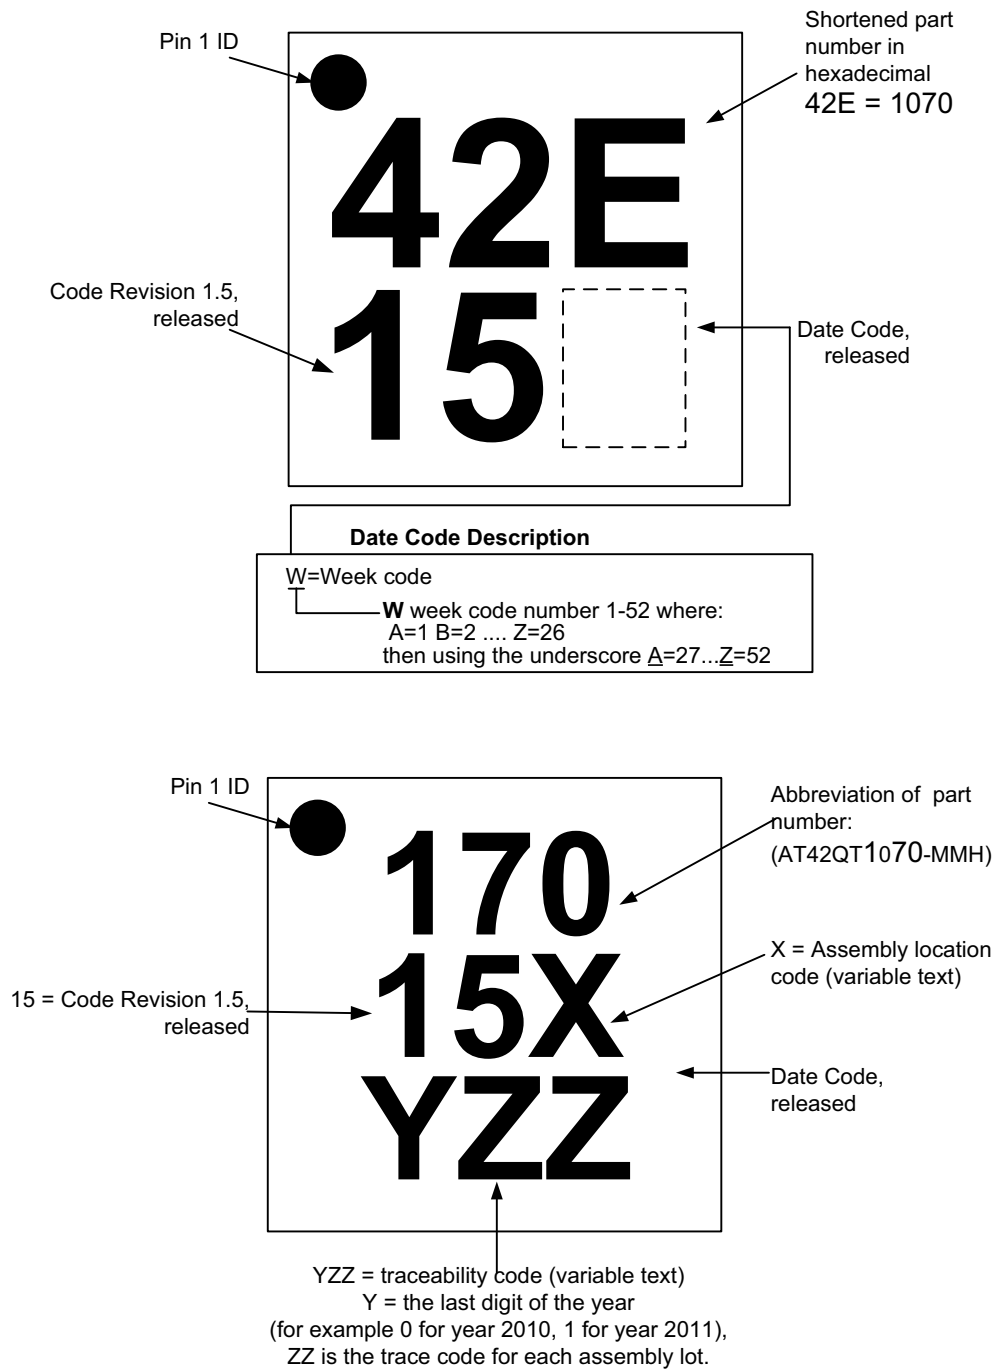 Pin 1 ID
Shortened part
number in
hexadecimal
42E = 1070
42E
Code Revision 1.5,
released
15
Date Code,
released
Date Code Description
W=Week code
W week code number 1-52 where:
A=1 B=2 .... Z=26
then using the underscore A=27...Z=52
Pin 1 ID
Abbreviation of part
number:
(AT42QT1070-MMH)
170
X = Assembly location
code (variable text)
15 = Code Revision 1.5,
released
15X
Date Code,
released
YZZ
YZZ = traceability code (variable text)
Y = the last digit of the year
(for example 0 for year 2010, 1 for year 2011),
ZZ is the trace code for each assembly lot.